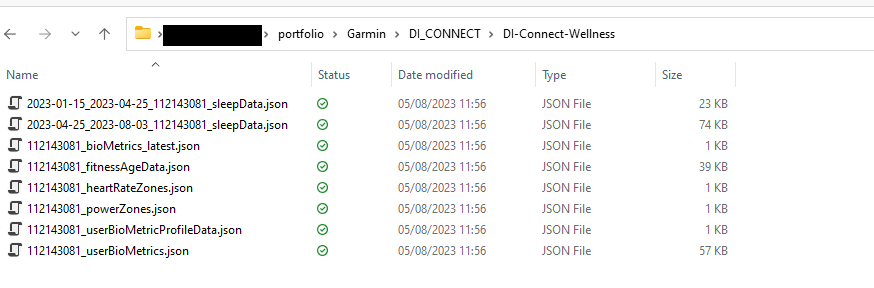 portfolio > Garmin > DI_CONNECT > DI-Connect-Wellness
Name Status Date modified Type Size
2023-01-15_2023-04-25_112143081_sleepData.json 05/08/2023 11:56 JSON File 23 KB
2023-04-25_2023-08-03_112143081_sleepData.json 05/08/2023 11:56 JSON File 74 KB
112143081_bioMetrics_latest.json 05/08/2023 11:56 JSON File 1 KB
112143081_fitnessAgeData.json 05/08/2023 11:56 JSON File 39 KB
112143081_heartRateZones.json 05/08/2023 11:56 JSON File 1 KB
112143081_powerZones.json 05/08/2023 11:56 JSON File 1 KB
112143081_userBioMetricProfileData.json 05/08/2023 11:56 JSON File 1 KB
112143081_userBioMetrics.json 05/08/2023 11:56 JSON File 57 KB